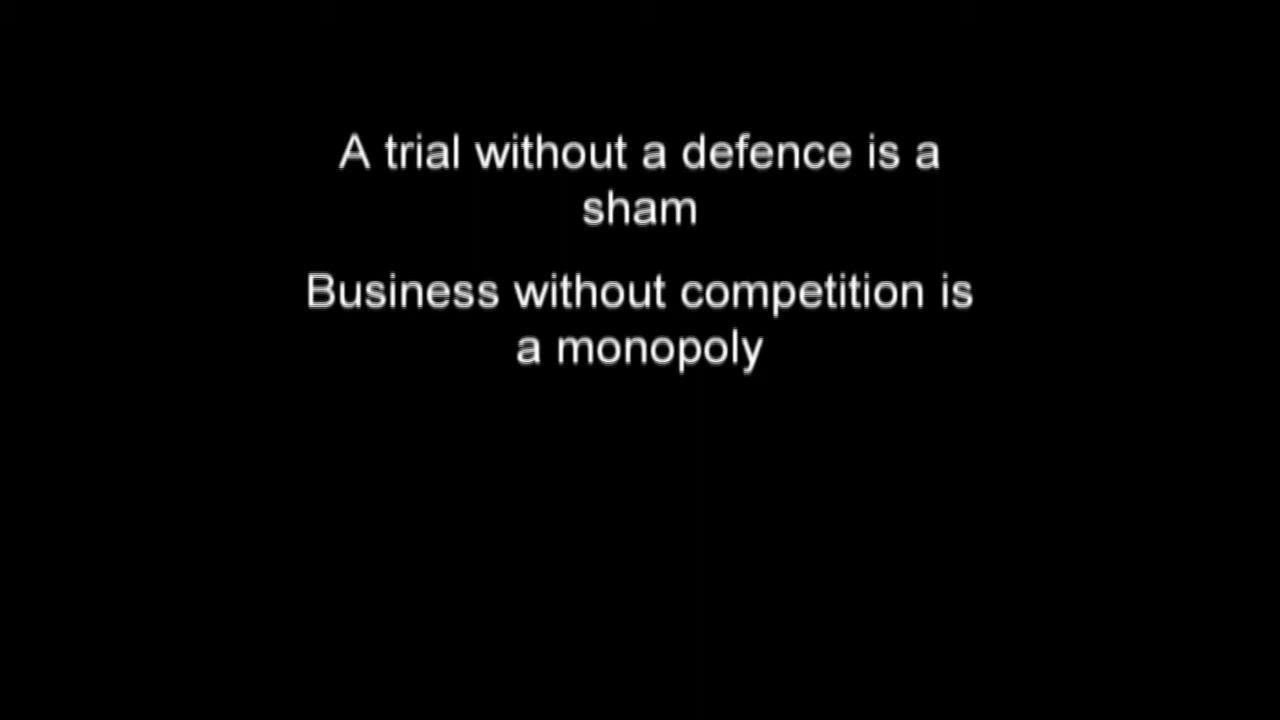 A trial without a defence is a
sham
Business without competition is
a monopoly